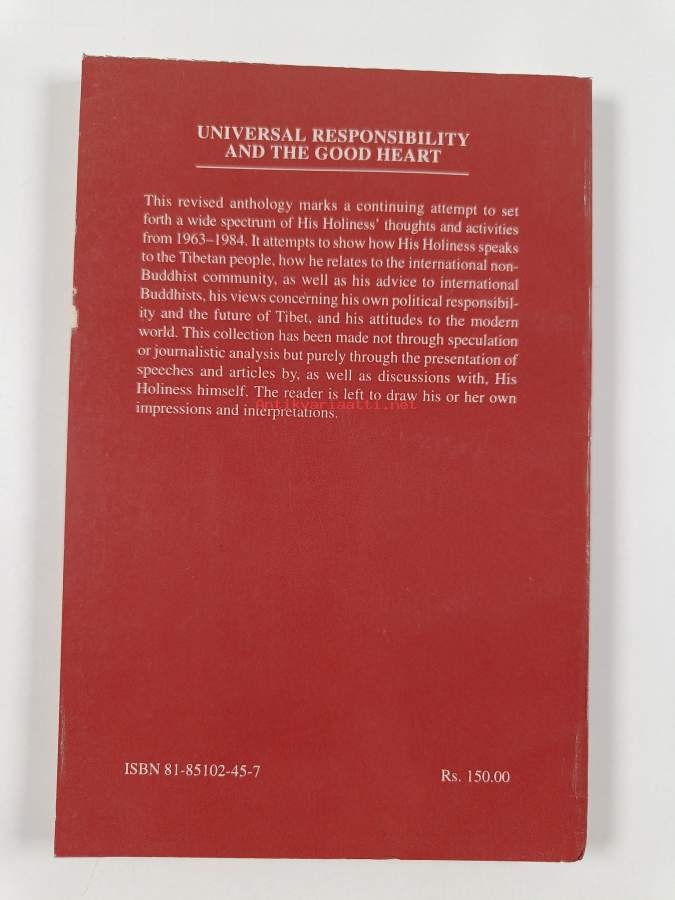 UNIVERSAL RESPONSIBILITY
AND THE GOOD HEART
This revised anthology marks a continuing attempt to set
forth a wide spectrum of His Holiness' thoughts and activities
from 1963–1984. It attempts to show how His Holiness speaks
to the Tibetan people, how he relates to the international non-
Buddhist community, as well as his advice to international
Buddhists, his views concerning his own political responsibil-
ity and the future of Tibet, and his attitudes to the modern
world. This collection has been made not through speculation
or journalistic analysis but purely through the presentation of
speeches and articles by, as well as discussions with, His
Holiness himself. The reader is left to draw his or her own
Antikvariaatti.net
impressions and interpretations.
ISBN 81-85102-45-7
Rs. 150.00